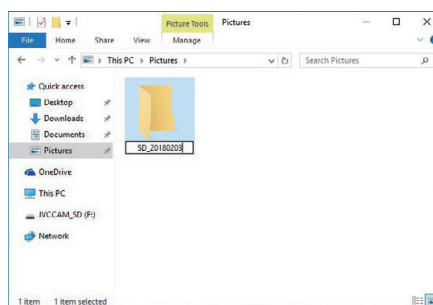 Picture Tools Pictures
File Home Share View Manage
This PC > Pictures >
Search Pictures
Quick access
Desktop
Downloads
Documents
Pictures
OneDrive
This PC
JVCCAM_SD (F:)
Network
SD_20180203
1 item 1 item selected